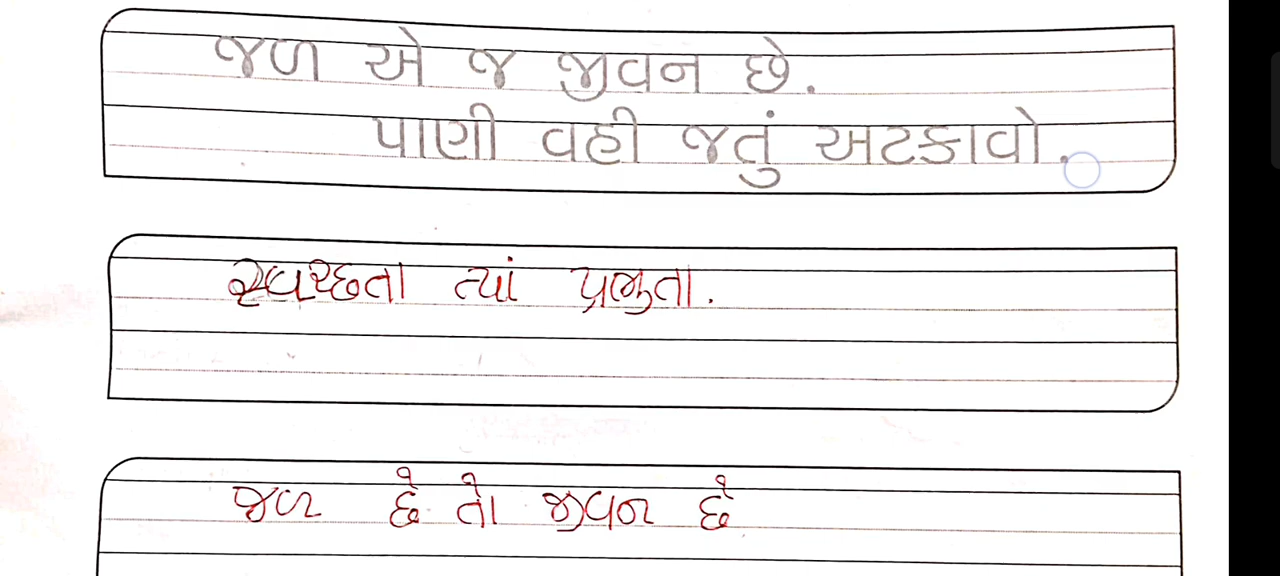 જળ એ જ જીવન છે.
પાણી વહી જતું અટકાવો.
સ્વચ્છતા ત્યાં પ્રભુતા.
જળ છે તો જીવન છે